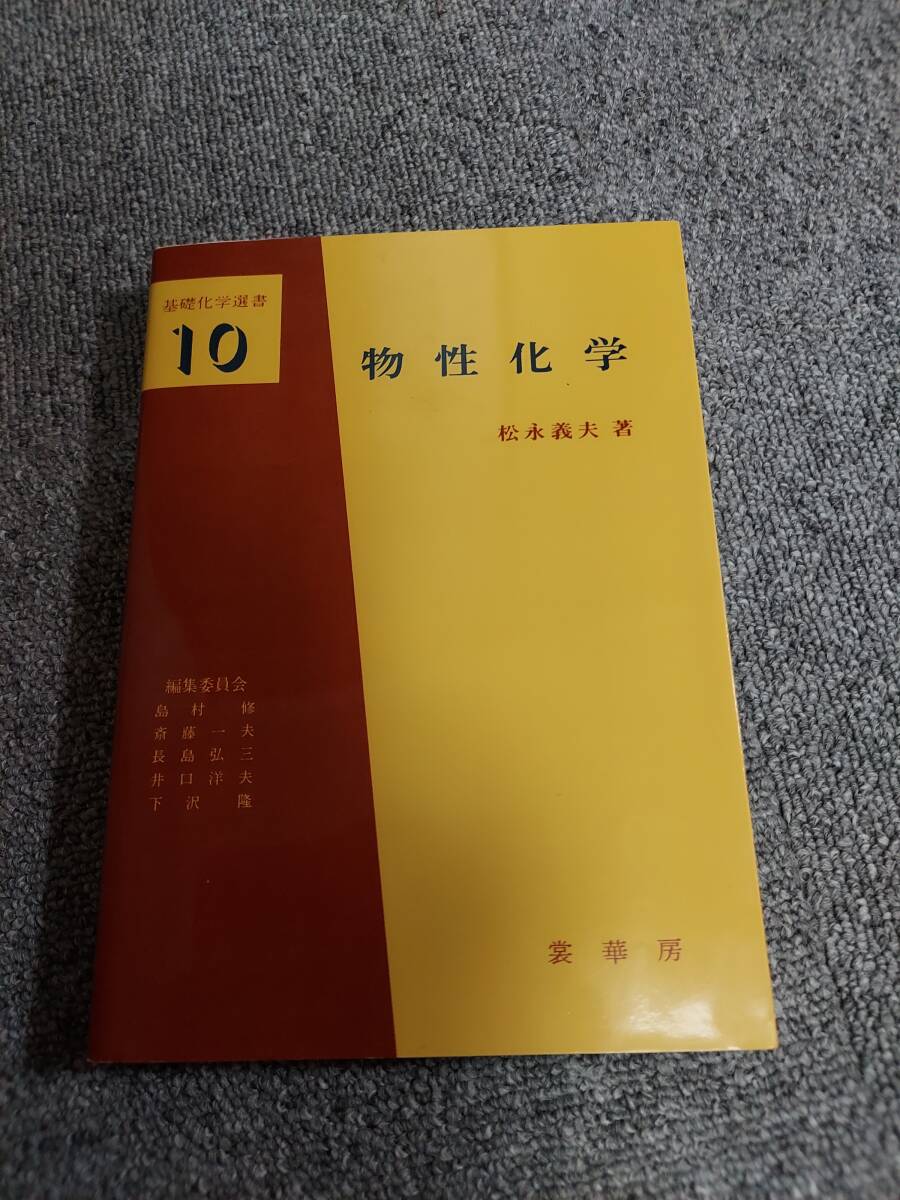 基礎化学選書
10
物性化学
松永義夫 著
編集委員会
島村修
斎藤一夫
長島弘三
井口洋夫
下沢隆
裳華房